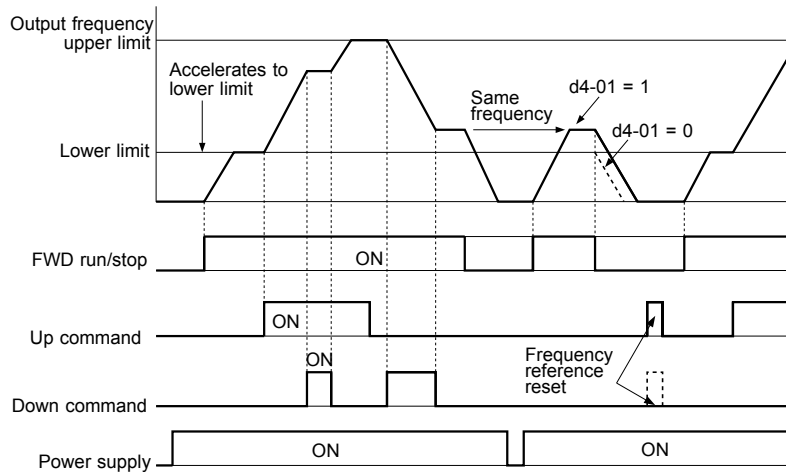 Output frequency
upper limit
Accelerates to
lower limit
Same
frequency
d4-01 = 1
d4-01 = 0
Lower limit
FWD run/stop
ON
Up command
ON
ON
Frequency
reference
reset
Down command
Power supply
ON
ON